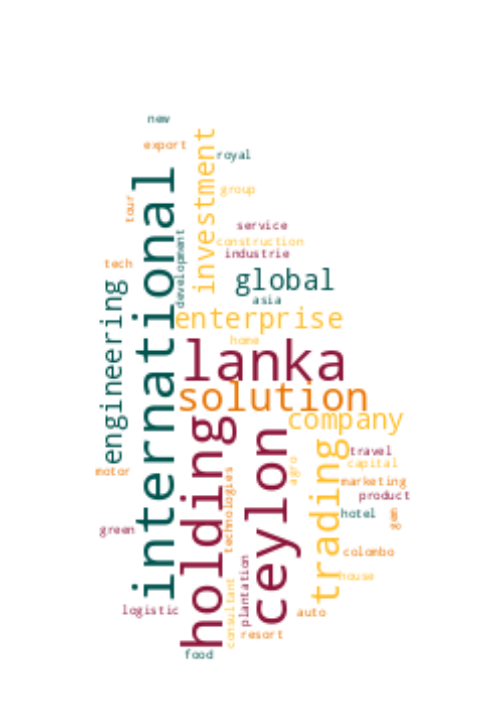 new
export
royal
investment
international
group
tour
service
development
construction
industrie
tech
global
engineering
asia
enterprise
home
lanka
solution
company
holding
ceylon
trading
travel
agro
capital
motor
technologies
marketing
product
hotel
green
colombo
plantation
house
consultant
logistic
auto
resort
food